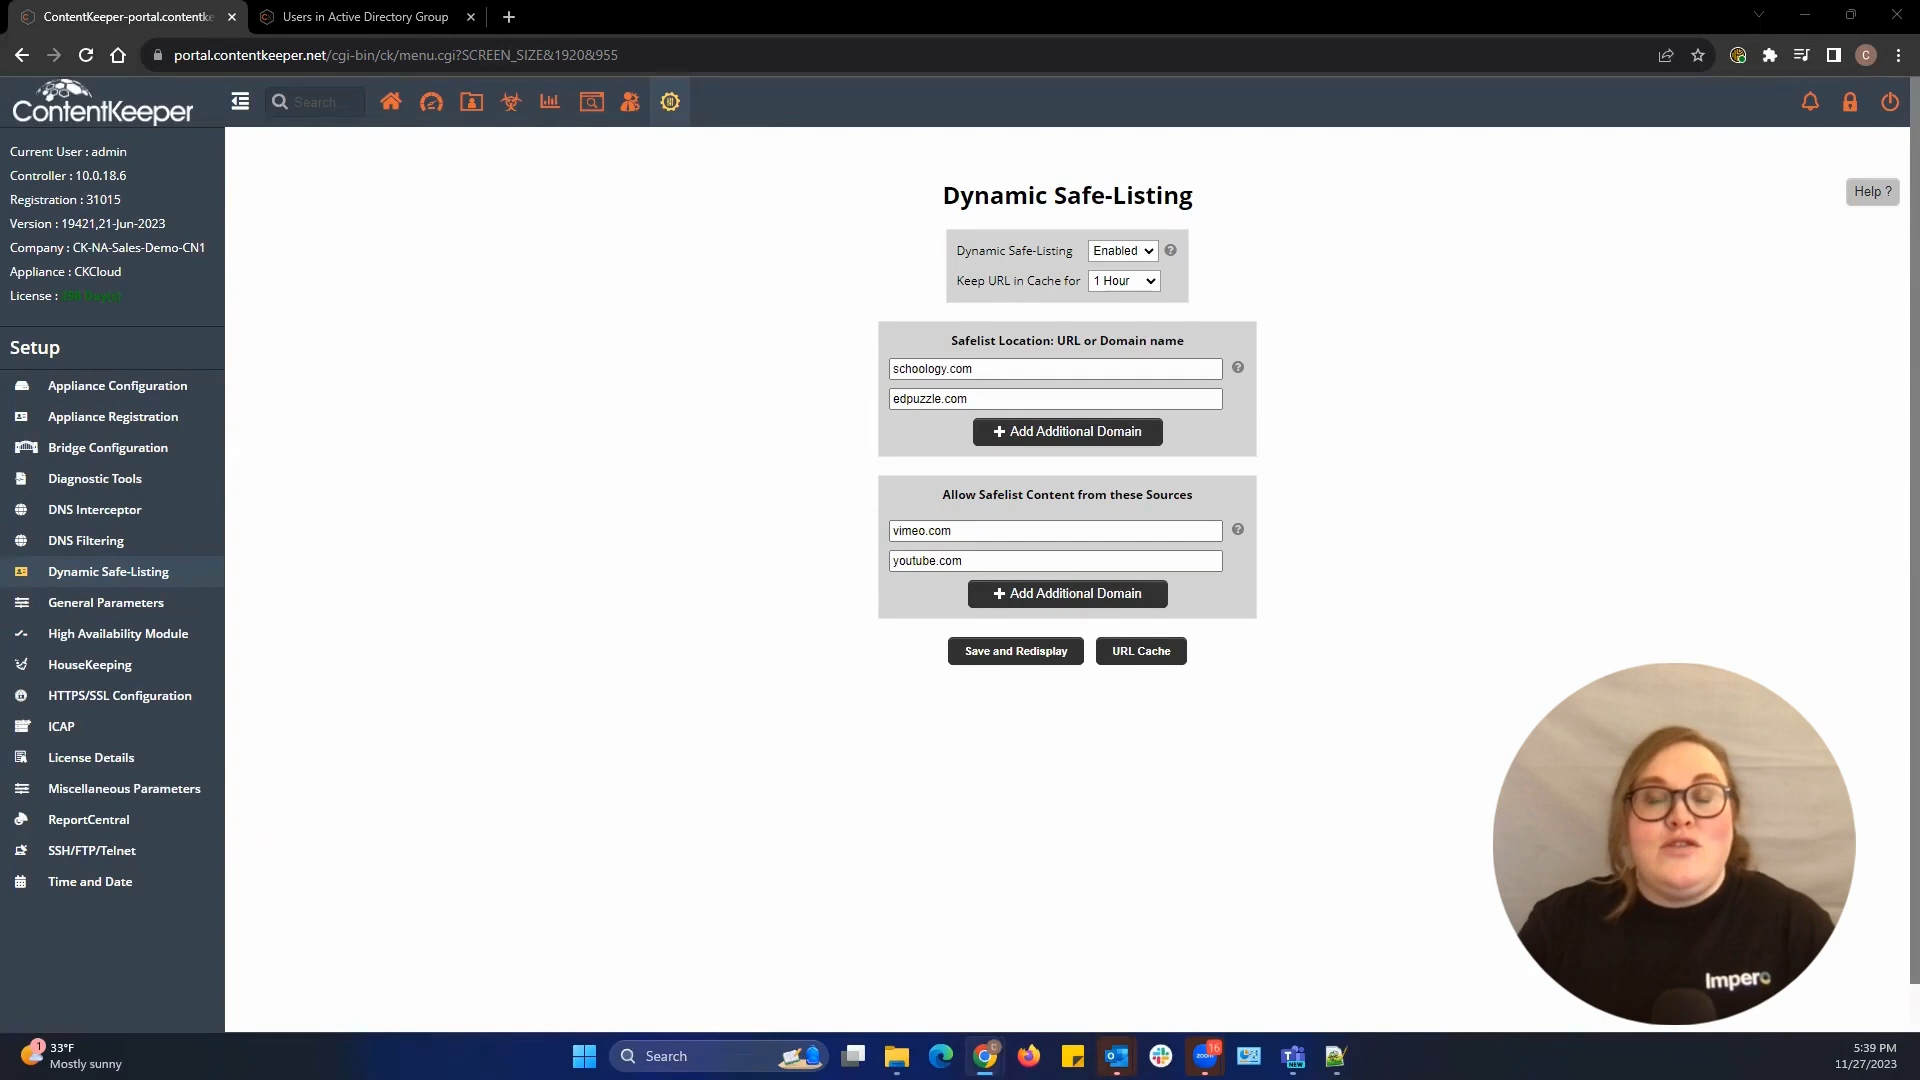 ContentKeeper-portal.contentke
Users in Active Directory Group
portal.contentkeeper.net/cgi-bin/ck/menu.cgi?SCREEN_SIZE&1920&955
C
ContentKeeper
Search...
Current User : admin
Controller : 10.0.18.6
Registration : 31015
Version : 19421,21-Jun-2023
Company : CK-NA-Sales-Demo-CN1
Appliance : CKCloud
License :
Setup
Appliance Configuration
Appliance Registration
Bridge Configuration
Diagnostic Tools
DNS Interceptor
DNS Filtering
Dynamic Safe-Listing
General Parameters
High Availability Module
HouseKeeping
HTTPS/SSL Configuration
ICAP
License Details
Miscellaneous Parameters
ReportCentral
SSH/FTP/Telnet
Time and Date
Dynamic Safe-Listing
Help ?
Dynamic Safe-Listing Enabled
Keep URL in Cache for 1 Hour
Safelist Location: URL or Domain name
schoology.com
edpuzzle.com
Add Additional Domain
Allow Safelist Content from these Sources
vimeo.com
youtube.com
Add Additional Domain
Save and Redisplay
URL Cache
Impero
1
33°F
Mostly sunny
Search
zoom
16
NEW
5:39 PM
11/27/2023